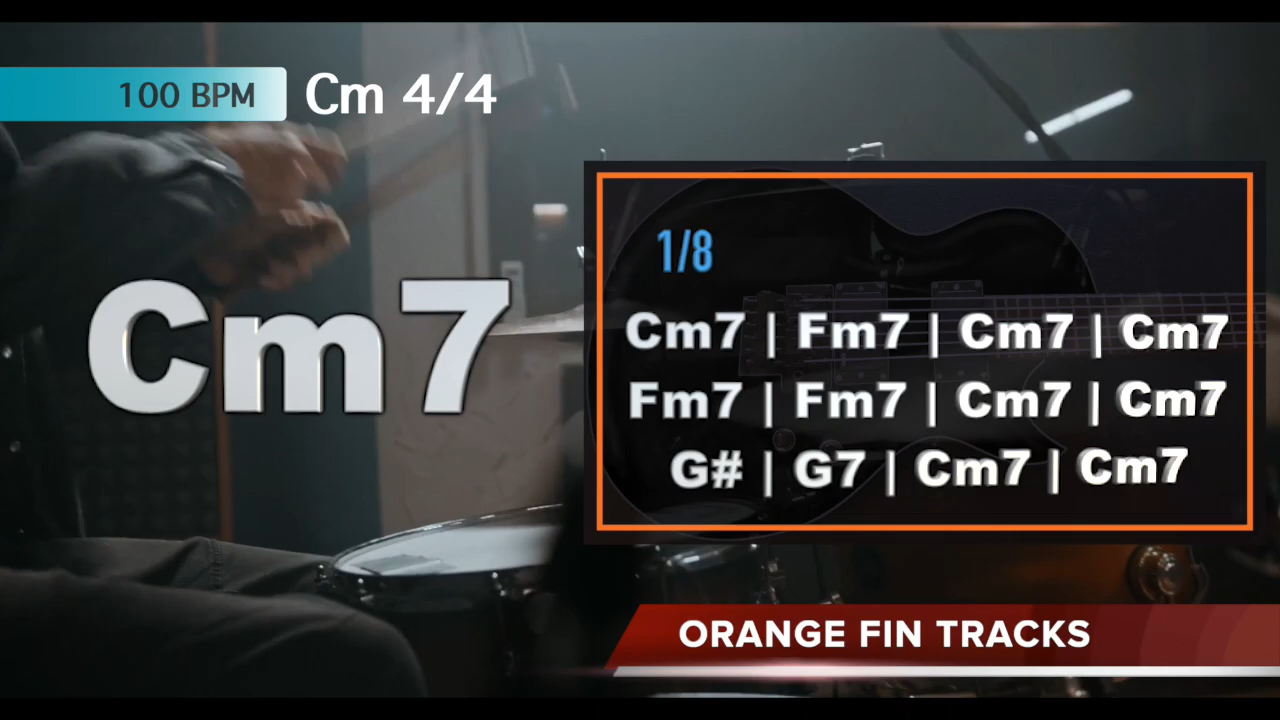 100 BPM
Cm 4/4
Cm7
1/8
Cm7 | Fm7 | Cm7 | Cm7
Fm7 | Fm7 | Cm7 | Cm7
G# | G7 | Cm7 | Cm7
ORANGE FIN TRACKS